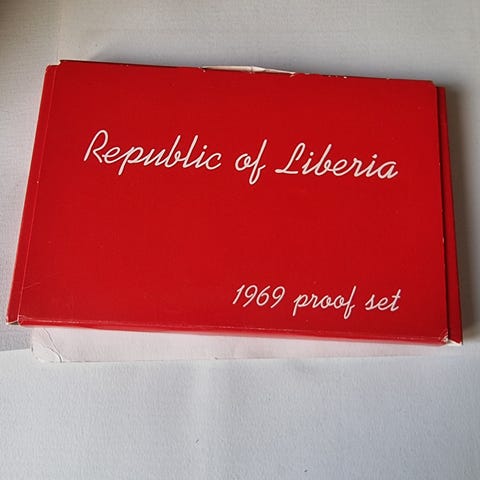 Republic of Liberia
1969 proof set